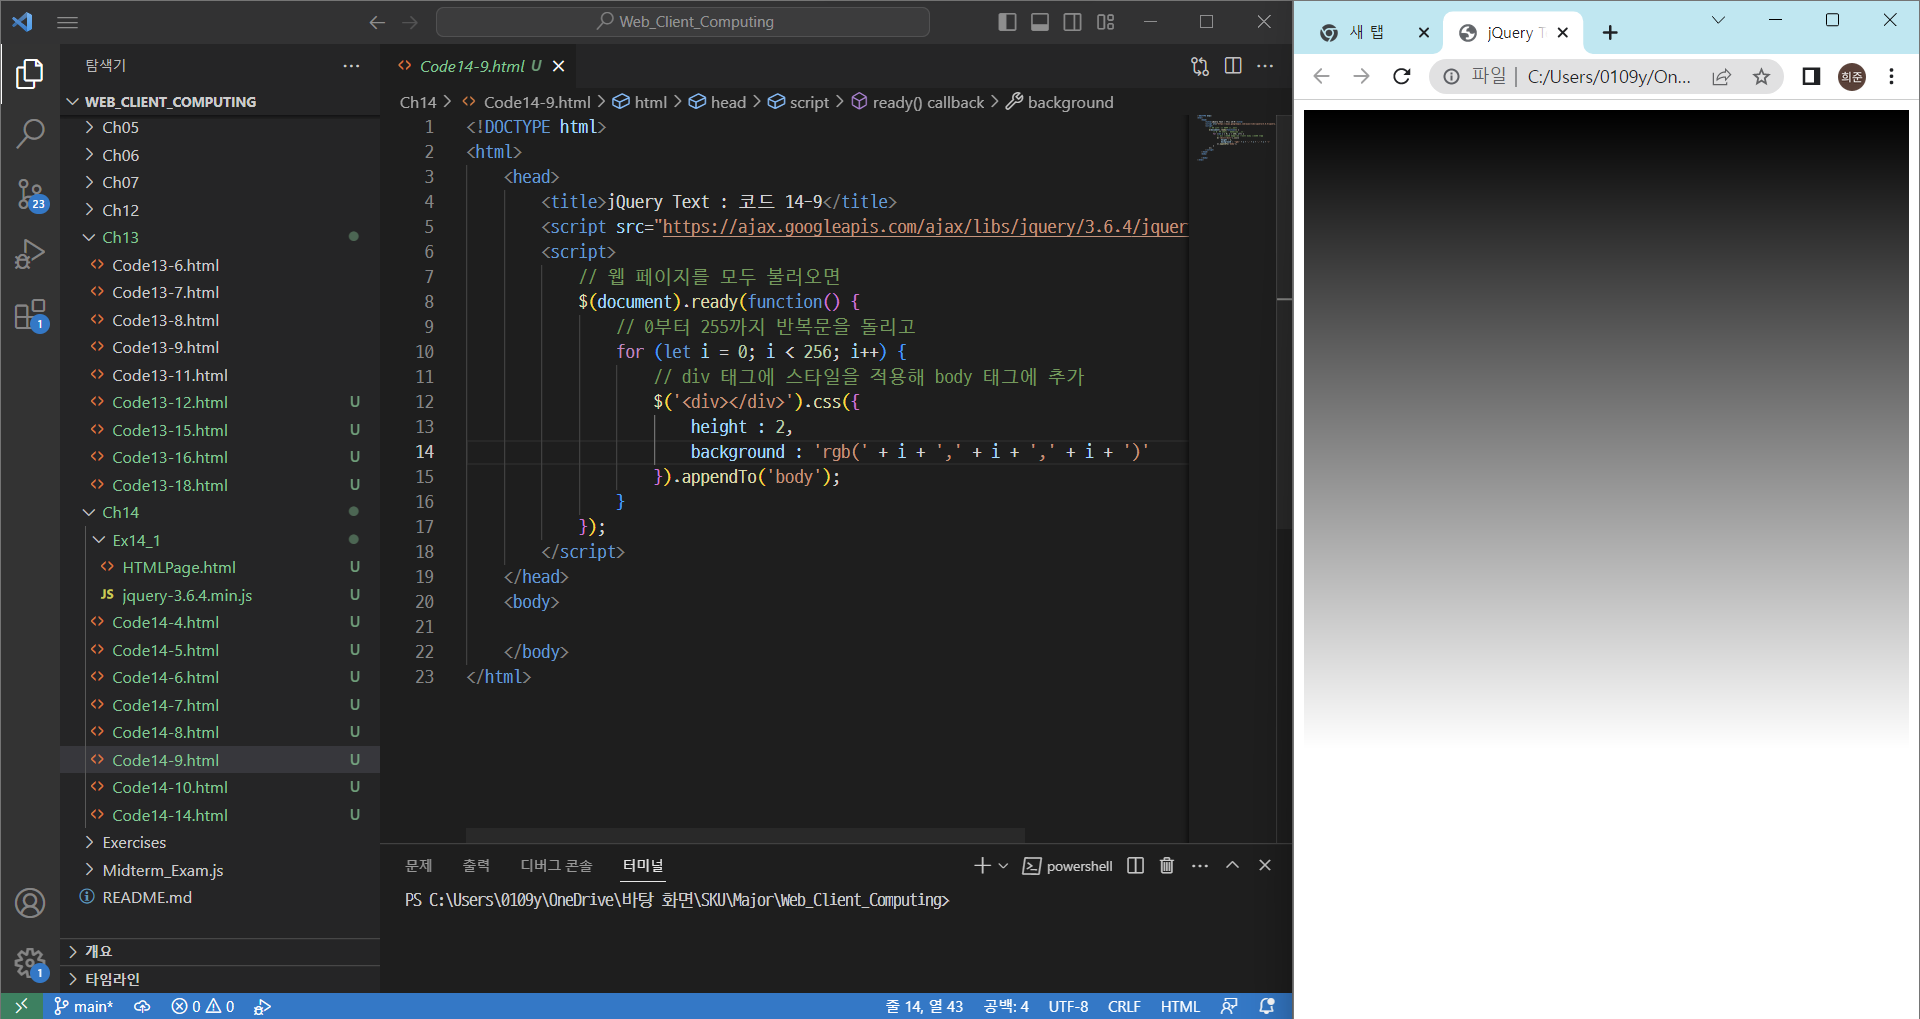 Web_Client_Computing
탐색기
WEB_CLIENT_COMPUTING
Ch05
Ch06
Ch07
Ch12
Ch13
Code13-6.html
Code13-7.html
Code13-8.html
Code13-9.html
Code13-11.html
Code13-12.html U
Code13-15.html U
Code13-16.html U
Code13-18.html U
Ch14
Ex14_1
HTMLPage.html U
JS jquery-3.6.4.min.js U
Code14-4.html U
Code14-5.html U
Code14-6.html U
Code14-7.html U
Code14-8.html U
Code14-9.html U
Code14-10.html U
Code14-14.html U
Exercises
Midterm_Exam.js
README.md
개요
타임라인
23
1
1
Code14-9.html U
Ch14 > Code14-9.html > html > head > script > ready() callback > background
1 <!DOCTYPE html>
2 <html>
3 <head>
4 <title>jQuery Text : 코드 14-9</title>
5 <script src="https://ajax.googleapis.com/ajax/libs/jquery/3.6.4/jquer
6 <script>
7 // 웹 페이지를 모두 불러오면
8 $(document).ready(function() {
9 // 0부터 255까지 반복문을 돌리고
10 for (let i = 0; i < 256; i++) {
11 // div 태그에 스타일을 적용해 body 태그에 추가
12 $('<div></div>').css({
13 height : 2,
14 background : 'rgb(' + i + ',' + i + ',' + i + ')'
15 }).appendTo('body');
16 }
17 });
18 </script>
19 </head>
20 <body>
21
22 </body>
23 </html>
문제 출력 디버그 콘솔 터미널 powershell
PS C:\Users\0109y\OneDrive\바탕 화면\SKU\Major\Web_Client_Computing>
main* 0 0 줄 14, 열 43 공백: 4 UTF-8 CRLF HTML
새 탭
jQuery T
파일 | C:/Users/0109y/On...
희준